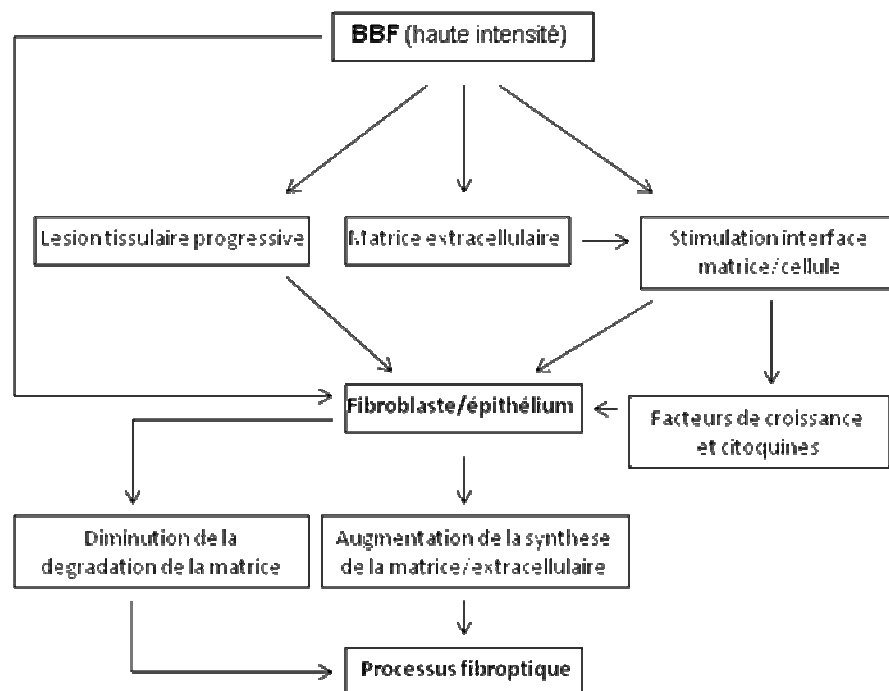 BBF (haute intensité)
Lesion tissulaire progressive
Matrice extracellulaire
Stimulation interface
matrice/cellule
Fibroblaste/épithélium
Facteurs de croissance
et citoquines
Diminution de la
degradation de la matrice
Augmentation de la synthese
de la matrice/extracellulaire
Processus fibroptique